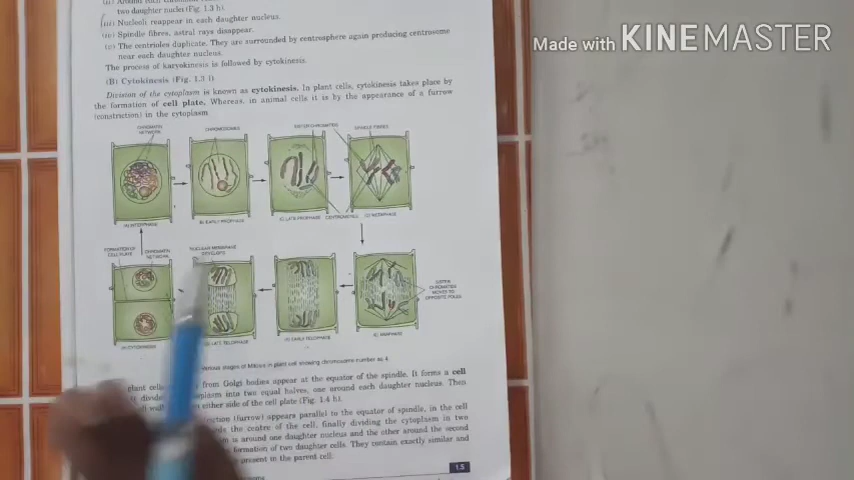 two daughter nuclei (Fig. 1.3 h).
(iii) Nucleoli reappear in each daughter nucleus.
(iv) Spindle fibres, astral rays disappear.
(v) The centrioles duplicate. They are surrounded by centrosphere again producing centrosome
near each daughter nucleus.
The process of karyokinesis is followed by cytokinesis.
(B) Cytokinesis (Fig. 1.3 i)
Division of the cytoplasm is known as cytokinesis. In plant cells, cytokinesis takes place by
the formation of cell plate. Whereas, in animal cells it is by the appearance of a furrow
(constriction) in the cytoplasm
CHROMATIN
NETWORK
CHROMOSOMES
SISTER CHROMATIDS
SPINDLE FIBRES
(A) INTERPHASE
(B) EARLY PROPHASE
(C) LATE PROPHASE
CENTROMERES
(D) METAPHASE
FORMATION OF
CELL PLATE
CHROMATIN
NETWORK
NUCLEAR MEMBRANE
DEVELOPS
SISTER
CHROMATIDS
MOVES TO
OPPOSITE POLES
CYTOKINESIS
LATE TELOPHASE
EARLY TELOPHASE
(E) ANAPHASE
Various stages of Mitosis in plant cell showing chromosome number as 4.
plant cells from Golgi bodies appear at the equator of the spindle. It forms a cell
into two equal halves, one around each daughter nucleus. Then
either side of the cell plate (Fig. 1.4 h).
(furrow) appears parallel to the equator of spindle, in the cell
the centre of the cell, finally dividing the cytoplasm in two
is around one daughter nucleus and the other around the second
formation of two daughter cells. They contain exactly similar and
present in the parent cell.
1.5
Made with KINEMASTER